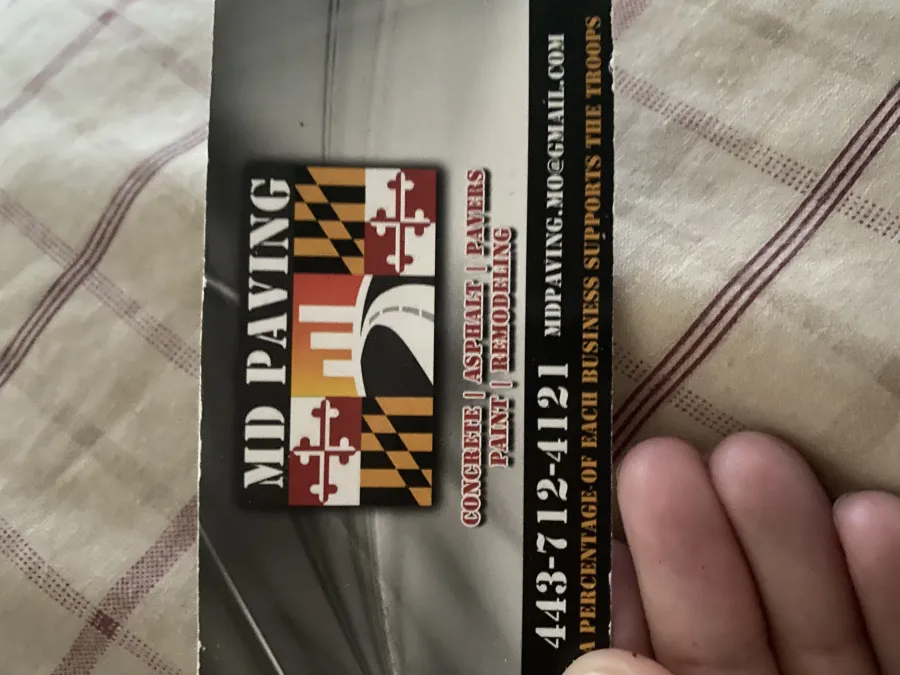 MD PAVING
CONCRETE | ASPHALT | PAVERS
PAINT | REMODELING
443-712-4121 MDPAVING.MO@GMAIL.COM
A PERCENTAGE OF EACH BUSINESS SUPPORTS THE TROOPS